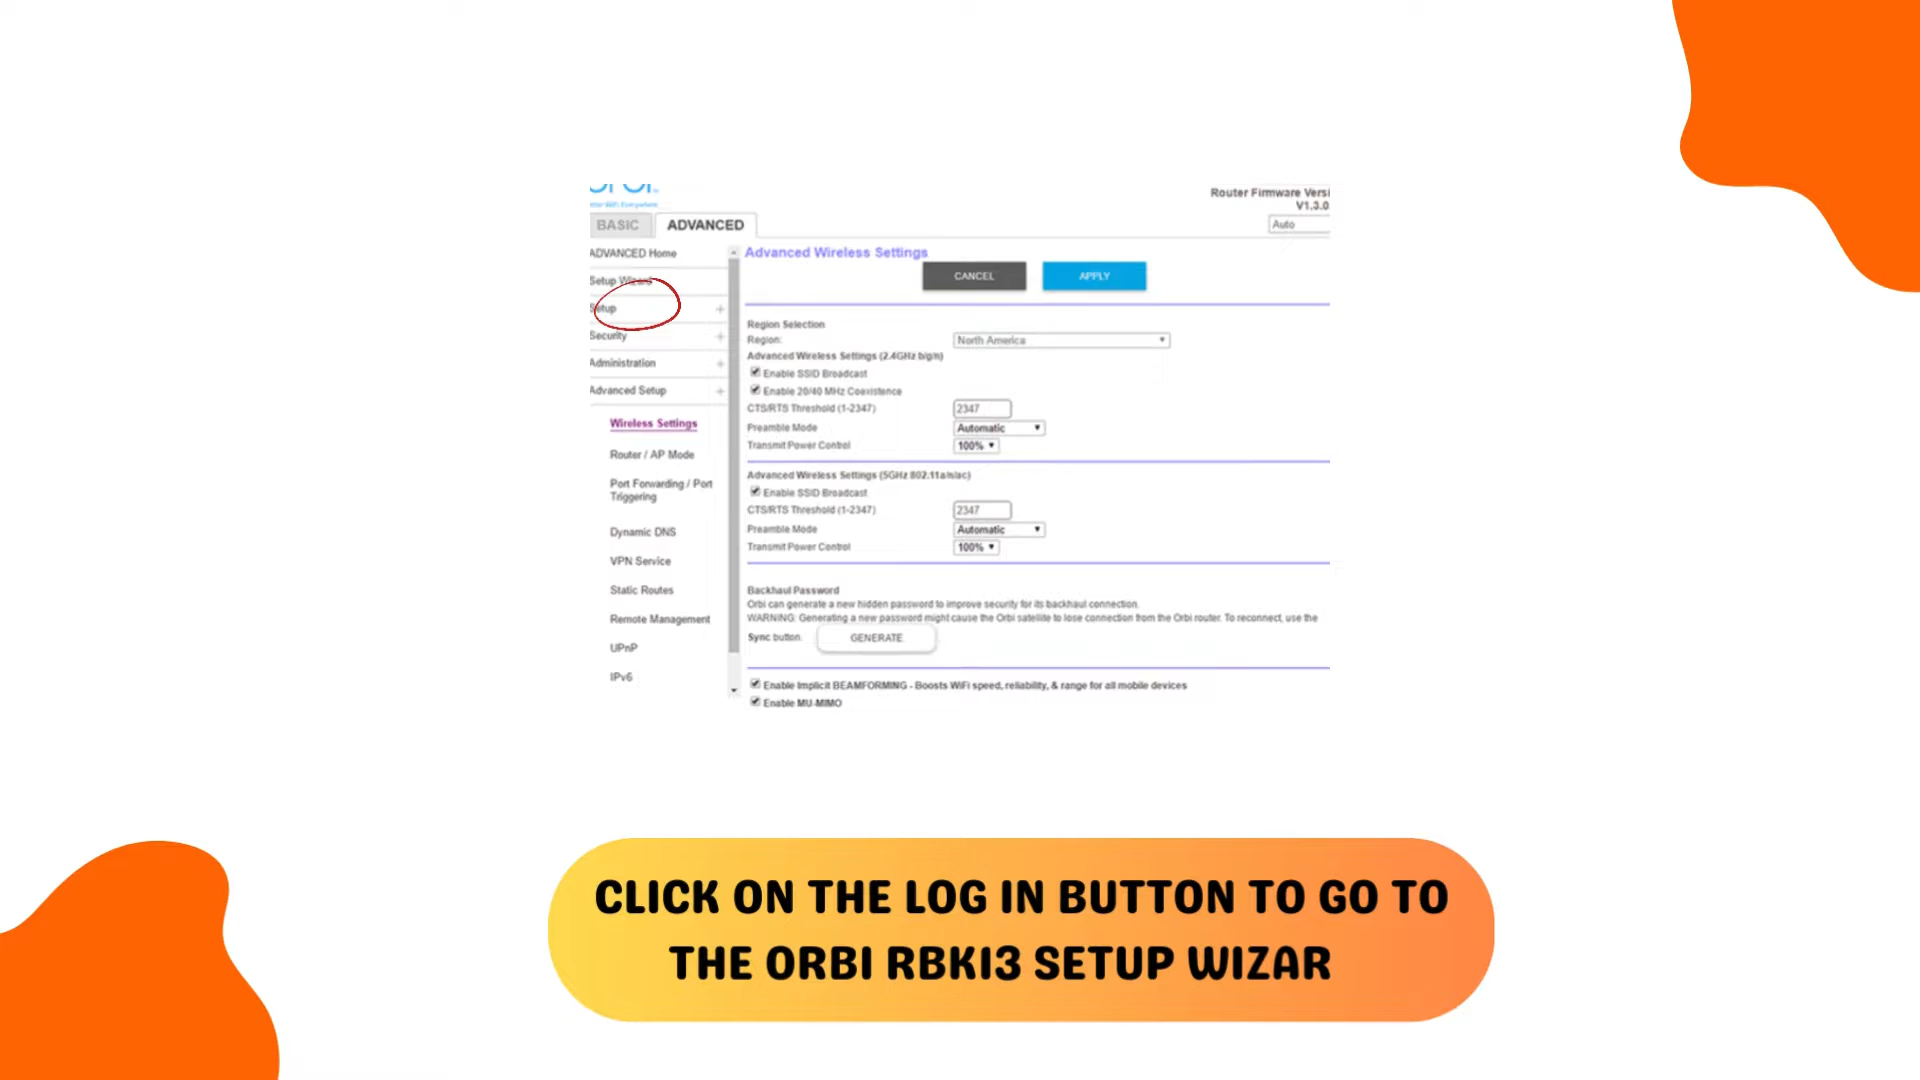 Router Firmware Versi
V1.3.0
BASIC
ADVANCED
Auto
ADVANCED Home
Setup Wizard
Setup
Security
Administration
Advanced Setup
Wireless Settings
Router / AP Mode
Port Forwarding / Port
Triggering
Dynamic DNS
VPN Service
Static Routes
Remote Management
UPnP
IPv6
Advanced Wireless Settings
CANCEL
APPLY
Region Selection
Region: North America
Advanced Wireless Settings (2.4GHz b/g/n)
Enable SSID Broadcast
Enable 20/40 MHz Coexistence
CTS/RTS Threshold (1-2347) 2347
Preamble Mode Automatic
Transmit Power Control 100%
Advanced Wireless Settings (5GHz 802.11a/n/ac)
Enable SSID Broadcast
CTS/RTS Threshold (1-2347) 2347
Preamble Mode Automatic
Transmit Power Control 100%
Backhaul Password
Orbi can generate a new hidden password to improve security for its backhaul connection.
WARNING: Generating a new password might cause the Orbi satellite to lose connection from the Orbi router. To reconnect, use the
Sync button. GENERATE
Enable Implicit BEAMFORMING - Boosts WiFi speed, reliability, & range for all mobile devices
Enable MU-MIMO
CLICK ON THE LOG IN BUTTON TO GO TO
THE ORBI RBK13 SETUP WIZAR